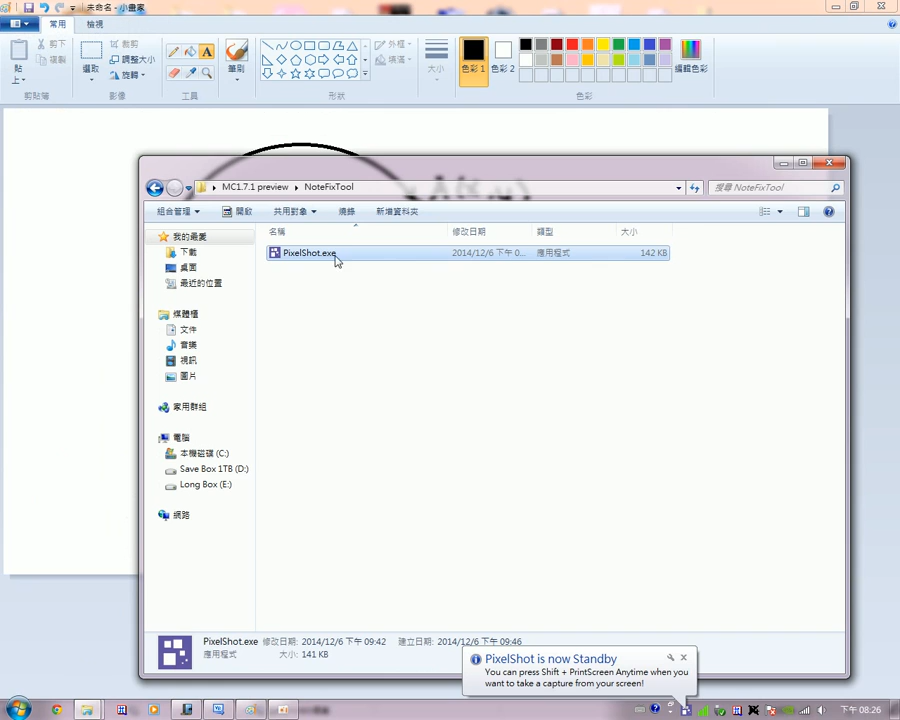 未命名 - 小畫家
常用
檢視
貼上
剪下
複製
剪貼簿
選取
裁剪
調整大小
旋轉
影像
工具
筆刷
形狀
外框
填滿
大小
色彩 1
色彩 2
編輯色彩
色彩
A(x,y)
MC1.7.1 preview
NoteFixTool
搜尋 NoteFixTool
組合管理
開啟
共用對象
燒錄
新增資料夾
名稱
修改日期
類型
大小
PixelShot.exe
2014/12/6 下午 0...
應用程式
142 KB
我的最愛
下載
桌面
最近的位置
媒體櫃
文件
音樂
視訊
圖片
家用群組
電腦
本機磁碟 (C:)
Save Box 1TB (D:)
Long Box (E:)
網路
PixelShot.exe 修改日期: 2014/12/6 下午 09:42 建立日期: 2014/12/6 下午 09:46
應用程式 大小: 141 KB
PixelShot is now Standby
You can press Shift + PrintScreen Anytime when you
want to take a capture from your screen!
下午 08:26